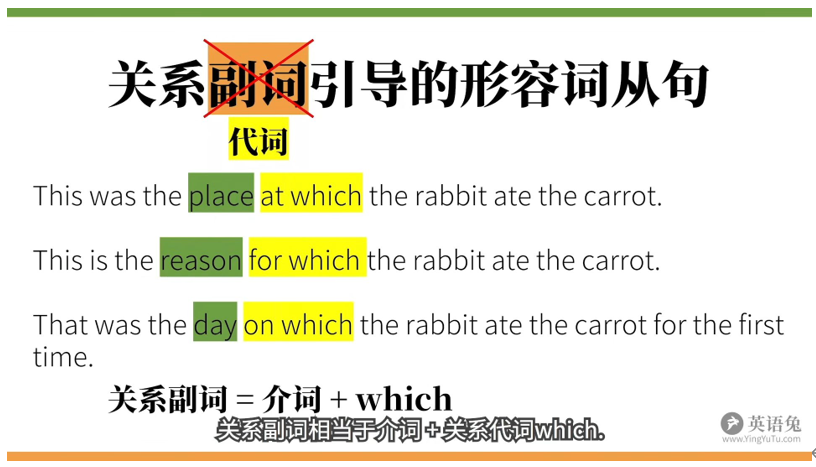 关系副词引导的形容词从句
代词
This was the place at which the rabbit ate the carrot.
This is the reason for which the rabbit ate the carrot.
That was the day on which the rabbit ate the carrot for the first
time.
关系副词 = 介词 + which
关系副词相当于介词 + 关系代词which.
英语兔
www.YingYuTu.com